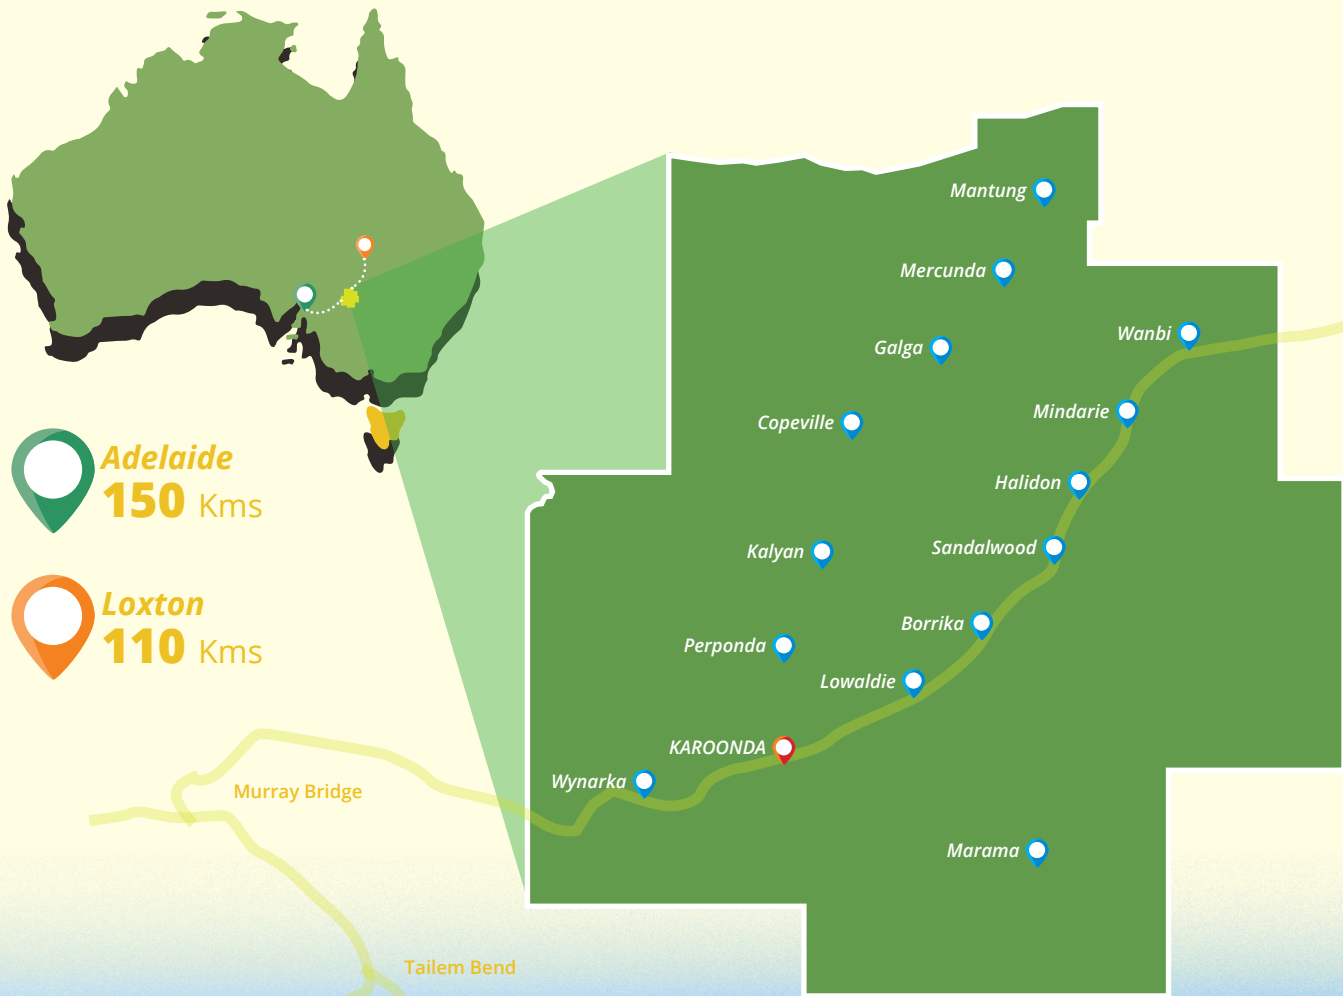 Adelaide
150 Kms
Loxton
110 Kms
Murray Bridge
Tailem Bend
Mantung
Mercunda
Wanbi
Galga
Mindarie
Copeville
Halidon
Sandalwood
Kalyan
Borrika
Perponda
Lowaldie
KAROONDA
Wynarka
Marama